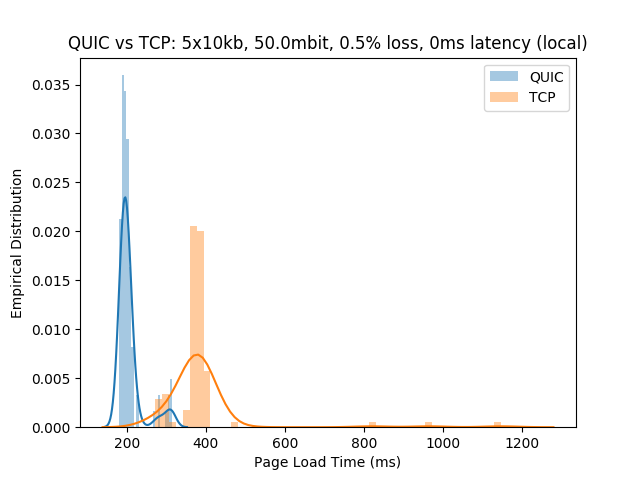 QUIC vs TCP: 5x10kb, 50.0mbit, 0.5% loss, 0ms latency (local)
QUIC
TCP
0.035
0.030
0.025
0.020
0.015
0.010
0.005
0.000
Empirical Distribution
200
400
600
800
1000
1200
Page Load Time (ms)